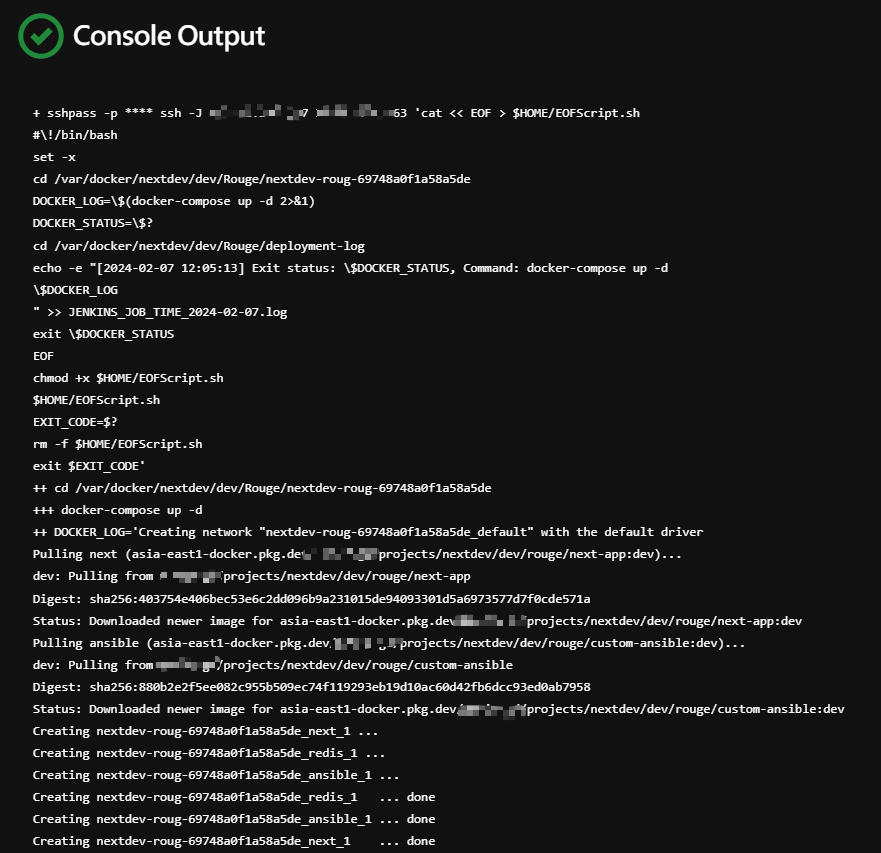 Console Output
+ sshpass -p **** ssh -J 7 63 'cat << EOF > $HOME/EOFScript.sh
#\!/bin/bash
set -x
cd /var/docker/nextdev/dev/Rouge/nextdev-roug-69748a0f1a58a5de
DOCKER_LOG=\$(docker-compose up -d 2>&1)
DOCKER_STATUS=\$?
cd /var/docker/nextdev/dev/Rouge/deployment-log
echo -e "[2024-02-07 12:05:13] Exit status: \$DOCKER_STATUS, Command: docker-compose up -d
\$DOCKER_LOG
" >> JENKINS_JOB_TIME_2024-02-07.log
exit \$DOCKER_STATUS
EOF
chmod +x $HOME/EOFScript.sh
$HOME/EOFScript.sh
EXIT_CODE=$?
rm -f $HOME/EOFScript.sh
exit $EXIT_CODE'
++ cd /var/docker/nextdev/dev/Rouge/nextdev-roug-69748a0f1a58a5de
+++ docker-compose up -d
++ DOCKER_LOG='Creating network "nextdev-roug-69748a0f1a58a5de_default" with the default driver
Pulling next (asia-east1-docker.pkg.dev projects/nextdev/dev/rouge/next-app:dev)...
dev: Pulling from projects/nextdev/dev/rouge/next-app
Digest: sha256:403754e406bec53e6c2dd096b9a231015de94093301d5a6973577d7f0cde571a
Status: Downloaded newer image for asia-east1-docker.pkg.dev projects/nextdev/dev/rouge/next-app:dev
Pulling ansible (asia-east1-docker.pkg.dev. projects/nextdev/dev/rouge/custom-ansible:dev)...
dev: Pulling from /projects/nextdev/dev/rouge/custom-ansible
Digest: sha256:880b2e2f5ee082c955b509ec74f119293eb19d10ac60d42fb6dcc93ed0ab7958
Status: Downloaded newer image for asia-east1-docker.pkg.dev /projects/nextdev/dev/rouge/custom-ansible:dev
Creating nextdev-roug-69748a0f1a58a5de_next_1 ...
Creating nextdev-roug-69748a0f1a58a5de_redis_1 ...
Creating nextdev-roug-69748a0f1a58a5de_ansible_1 ...
Creating nextdev-roug-69748a0f1a58a5de_redis_1   ... done
Creating nextdev-roug-69748a0f1a58a5de_ansible_1 ... done
Creating nextdev-roug-69748a0f1a58a5de_next_1    ... done